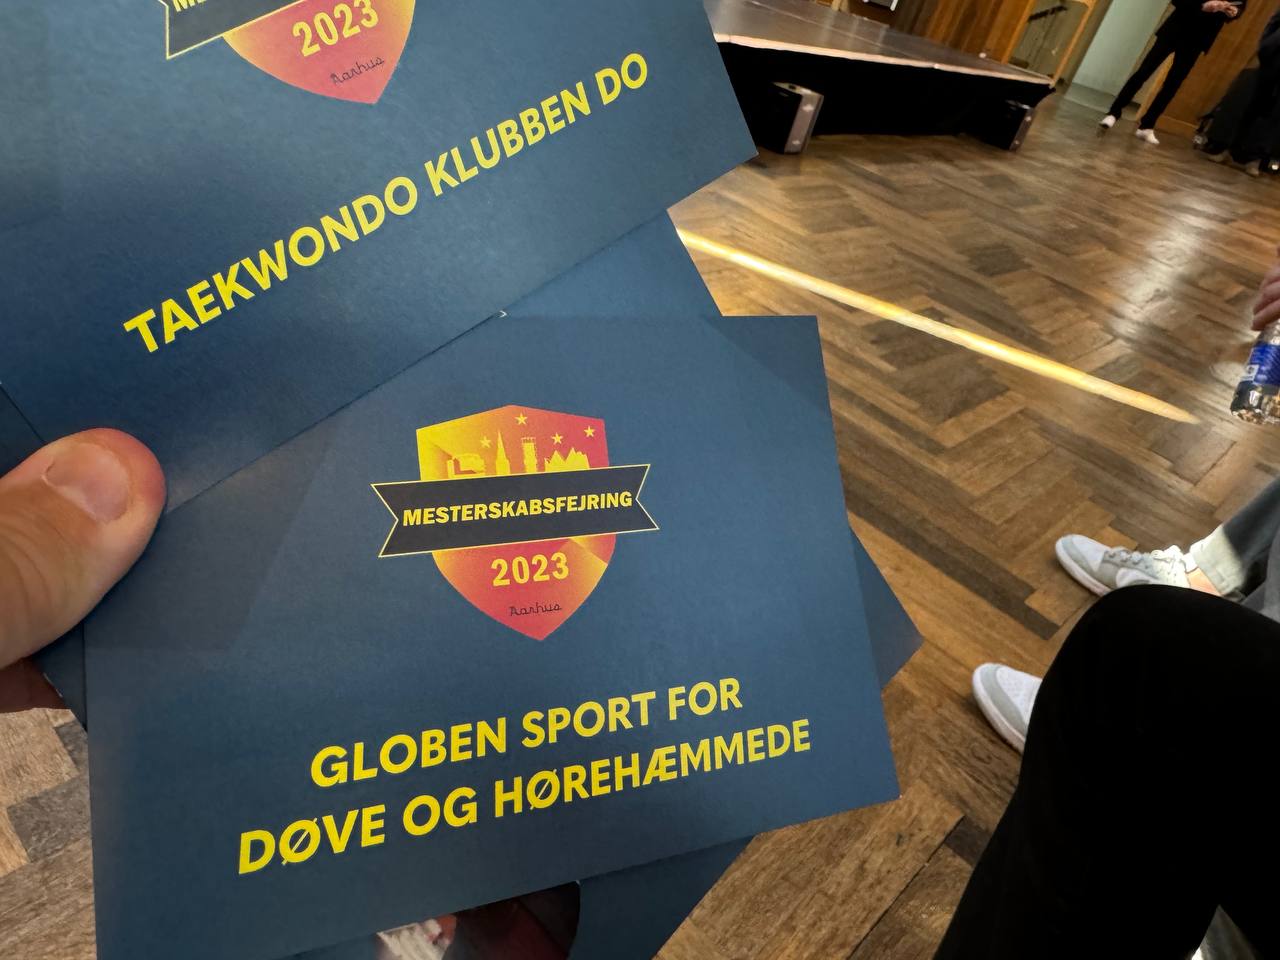 2023
Aarhus
TAEKWONDO KLUBBEN DO
MESTERSKABSFEJRING
2023
Aarhus
GLOBEN SPORT FOR
DØVE OG HØREHÆMMEDE